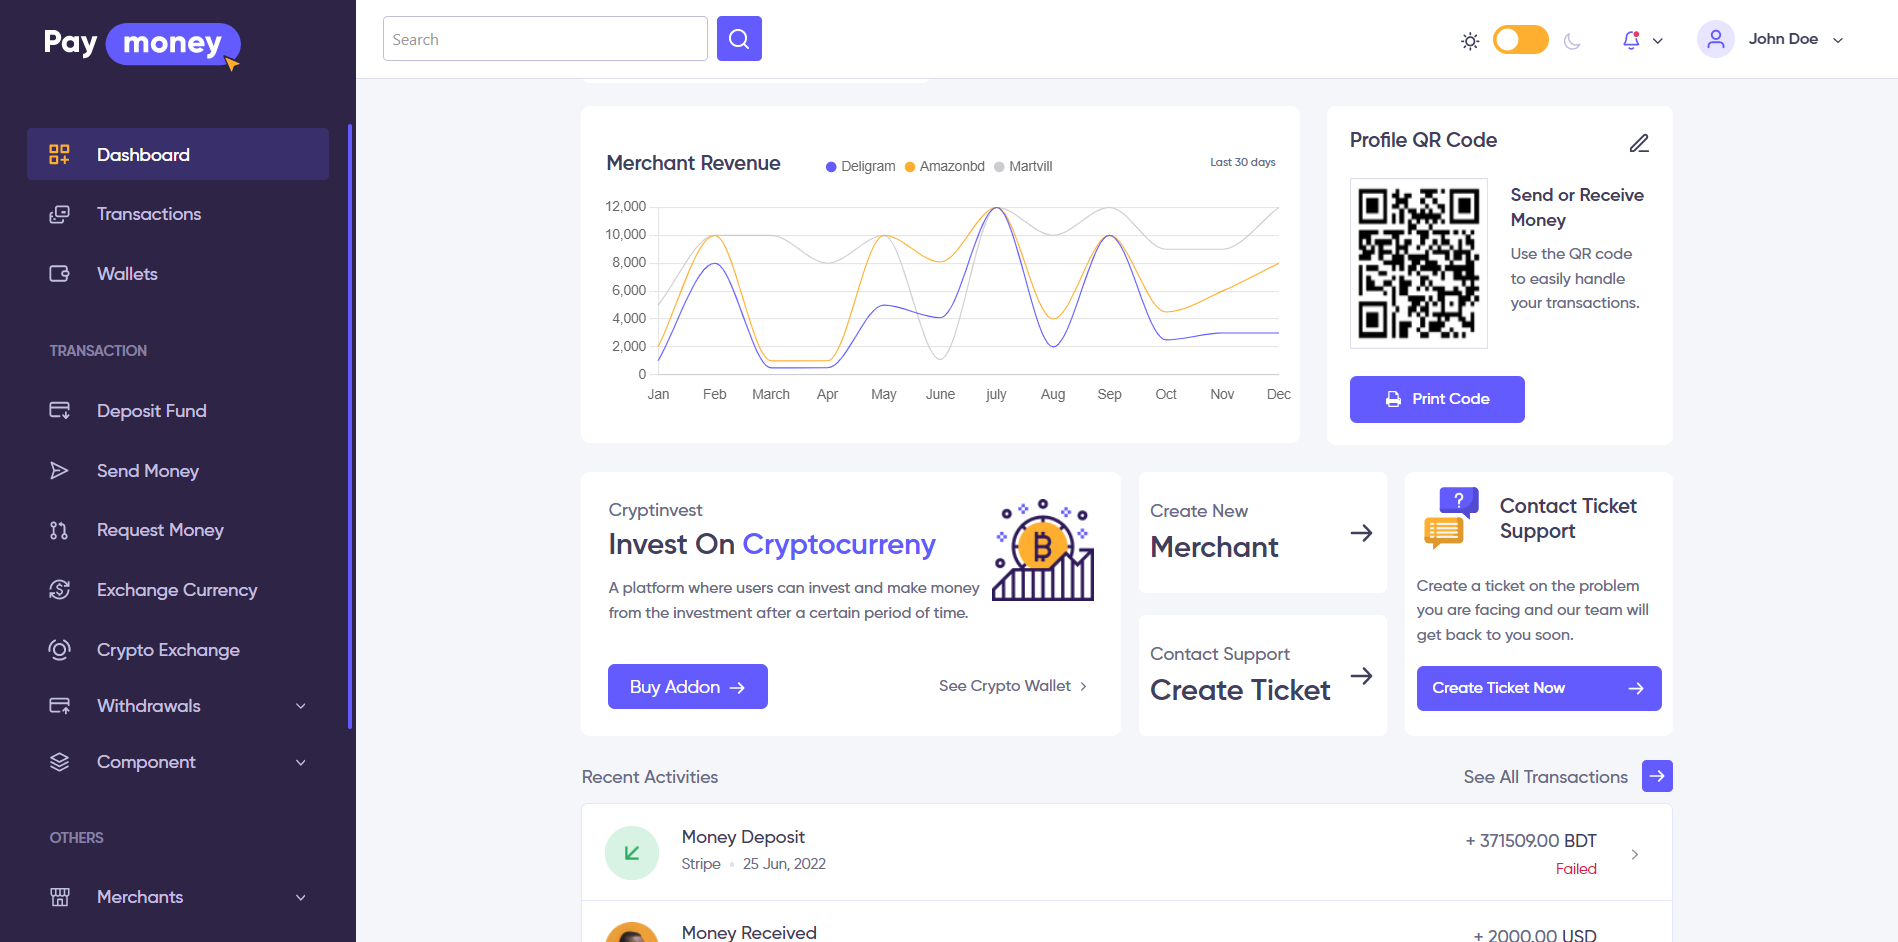 Pay money
Search
John Doe
Dashboard
Transactions
Wallets
TRANSACTION
Deposit Fund
Send Money
Request Money
Exchange Currency
Crypto Exchange
Withdrawals
Component
OTHERS
Merchants
Merchant Revenue
Deligram Amazonbd Martvill
Last 30 days
12,000
10,000
8,000
6,000
4,000
2,000
0
Jan Feb March Apr May June july Aug Sep Oct Nov Dec
Profile QR Code
Send or Receive
Money
Use the QR code
to easily handle
your transactions.
Print Code
Cryptinvest
Invest On Cryptocurreny
A platform where users can invest and make money
from the investment after a certain period of time.
Buy Addon
See Crypto Wallet
Create New
Merchant
Contact Support
Create Ticket
?
Contact Ticket
Support
Create a ticket on the problem
you are facing and our team will
get back to you soon.
Create Ticket Now
Recent Activities
See All Transactions
Money Deposit
Stripe 25 Jun, 2022
+ 371509.00 BDT
Failed
Money Received
+ 2000.00 USD